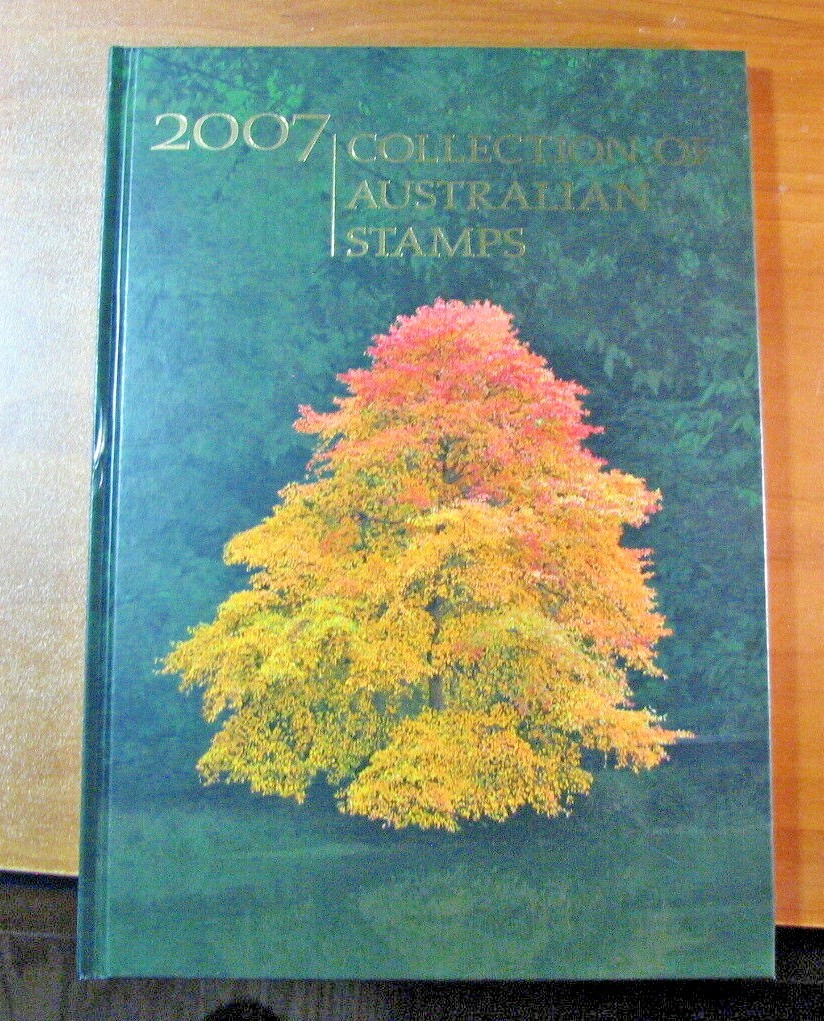 2007
COLLECTION OF
AUSTRALIAN
STAMPS